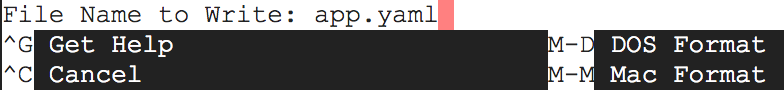 File Name to Write: app.yaml
^G Get Help M-D DOS Format
^C Cancel M-M Mac Format